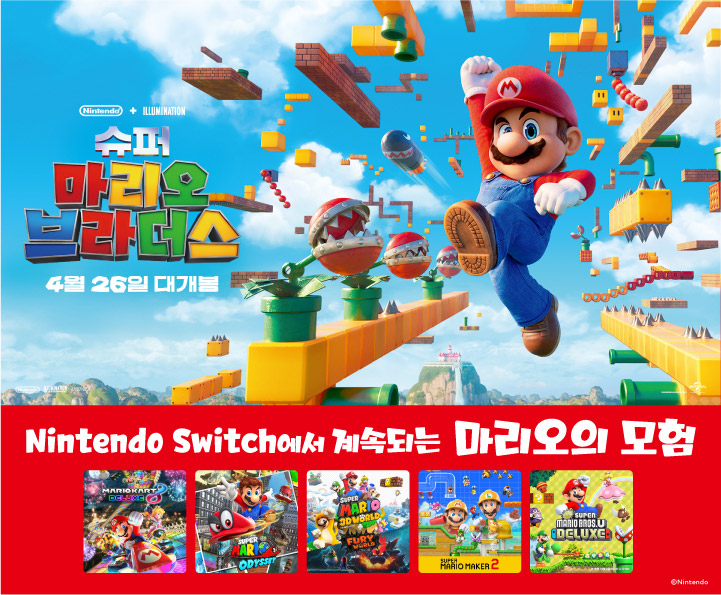 Nintendo + ILLUMINATION
슈퍼
마리오
브라더스
4월 26일 대개봉
Nintendo Switch에서 계속되는 마리오의 모험
MARIO KART 8
DELUXE
SUPER
MARIO
ODYSSEY
SUPER
MARIO
3D WORLD
+
BOWSER'S
FURY
WORLD
SUPER
MARIO MAKER 2
NEW
SUPER
MARIO BROS. U
DELUXE
©Nintendo